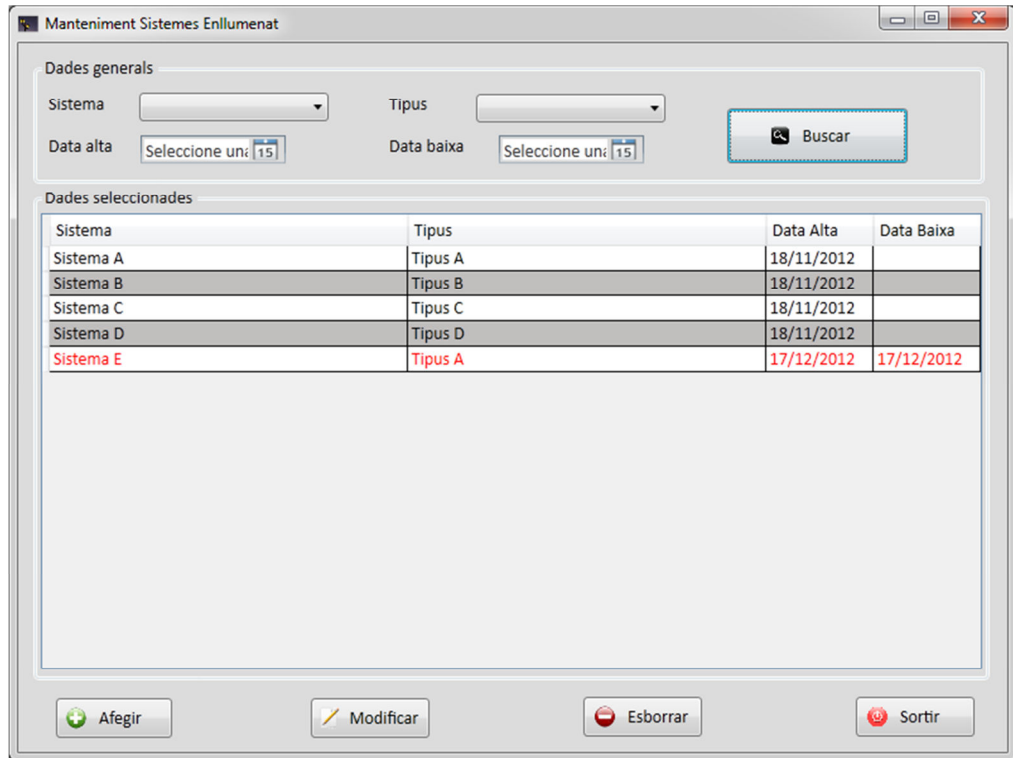 Manteniment Sistemes Enllumenat
Dades generals
Sistema Tipus
Buscar
Data alta Seleccione una 15 Data baixa Seleccione una 15
Dades seleccionades
Sistema Tipus Data Alta Data Baixa
Sistema A Tipus A 18/11/2012
Sistema B Tipus B 18/11/2012
Sistema C Tipus C 18/11/2012
Sistema D Tipus D 18/11/2012
Sistema E Tipus A 17/12/2012 17/12/2012
Afegir Modificar Esborrar Sortir